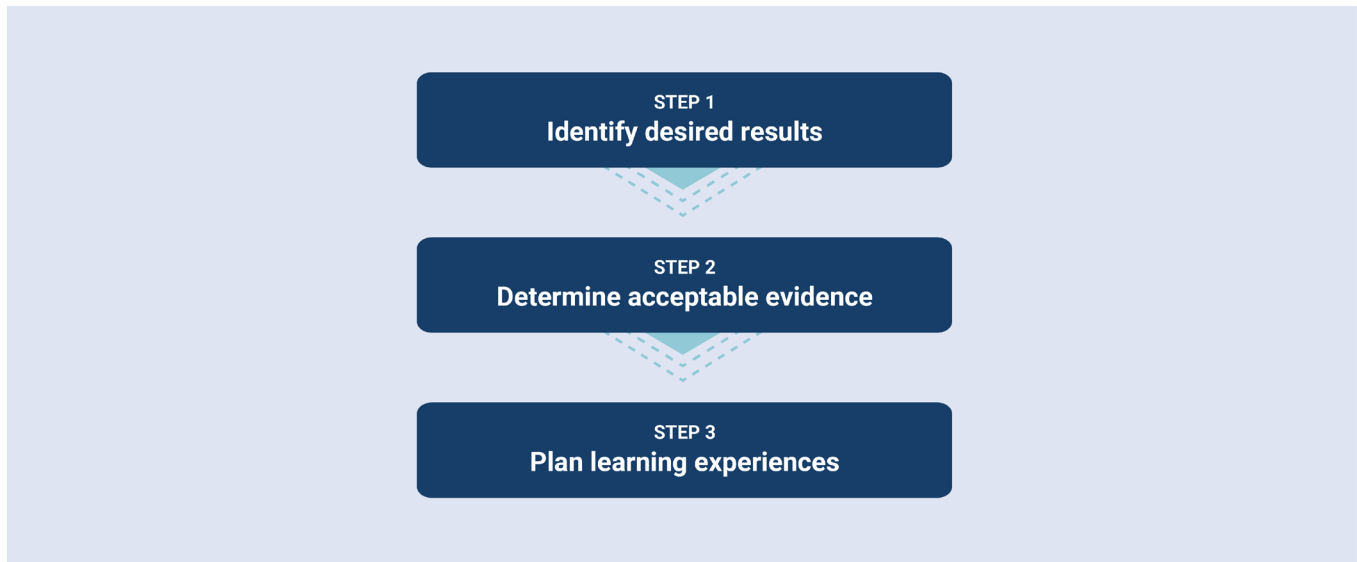 STEP 1
Identify desired results
STEP 2
Determine acceptable evidence
STEP 3
Plan learning experiences